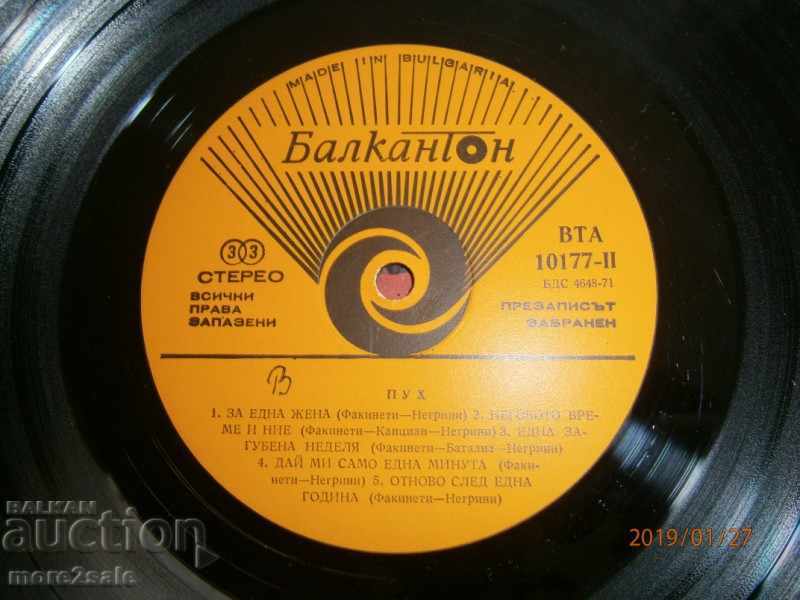 MADE IN BULGARIA
Балкантон
33
СТЕРЕО
ВСИЧКИ
ПРАВА
ЗАПАЗЕНИ
ВТА
10177-II
БДС 4648-71
ПРЕЗАПИСЪТ
ЗАБРАНЕН
В
ПУХ
1. ЗА ЕДНА ЖЕНА (Факинети—Негрини) 2. НЕГОВОТО ВРЕ-
МЕ И НИЕ (Факинети—Канциан—Негрини) 3. ЕДНА ЗА-
ГУБЕНА НЕДЕЛЯ (Факинети—Баталиа—Негрини)
4. ДАЙ МИ САМО ЕДНА МИНУТА (Факи-
нети—Негрини) 5. ОТНОВО СЛЕД ЕДНА
ГОДИНА (Факинети—Негрини)
BALKAN
auction
more2sale
2019/01/27